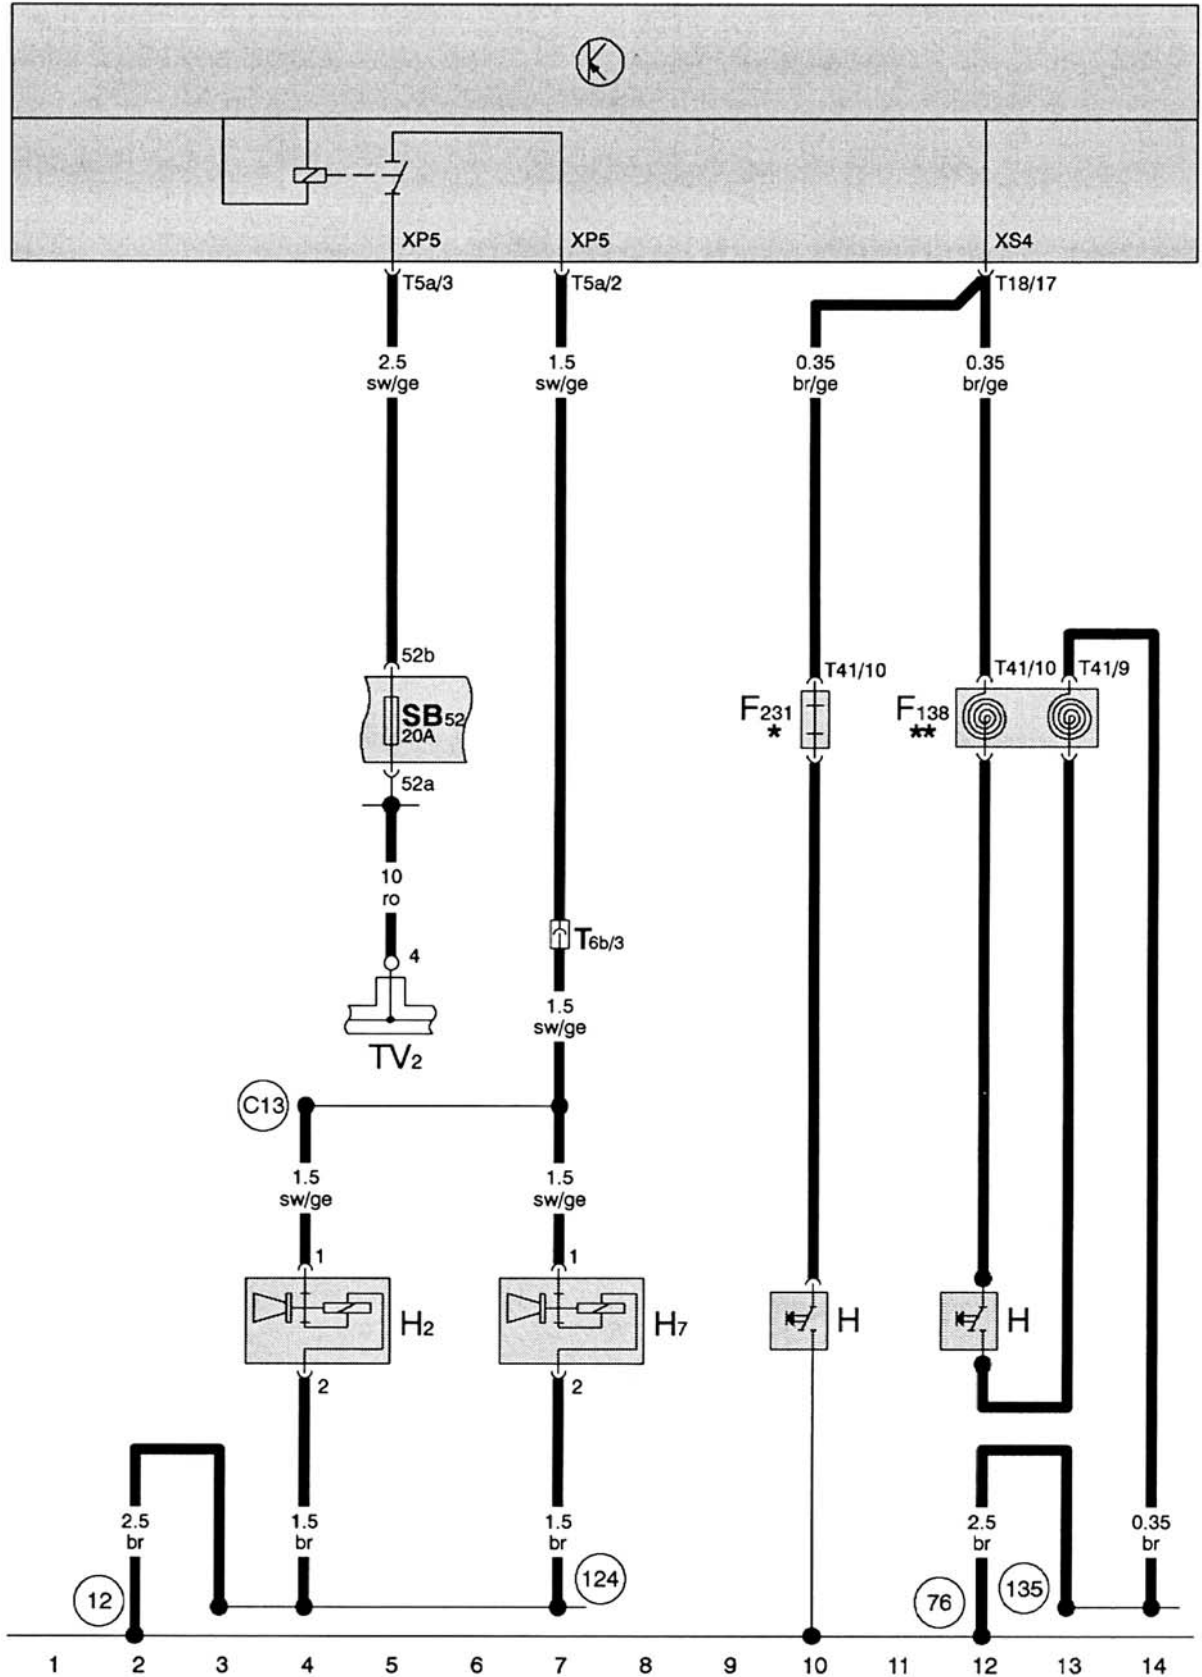 XP5 XP5 XS4
T5a/3 T5a/2 T18/17
2.5 1.5 0.35 0.35
sw/ge sw/ge br/ge br/ge
52b
T41/10 T41/10 T41/9
SB52 F231 F138
20A * **
52a
10
ro
T6b/3
4
1.5
sw/ge
TV2
C13
1.5 1.5
sw/ge sw/ge
1 1
H2 H7 H H
2 2
2.5 1.5 1.5 2.5 0.35
br br br br br
12 124 76 135
1 2 3 4 5 6 7 8 9 10 11 12 13 14